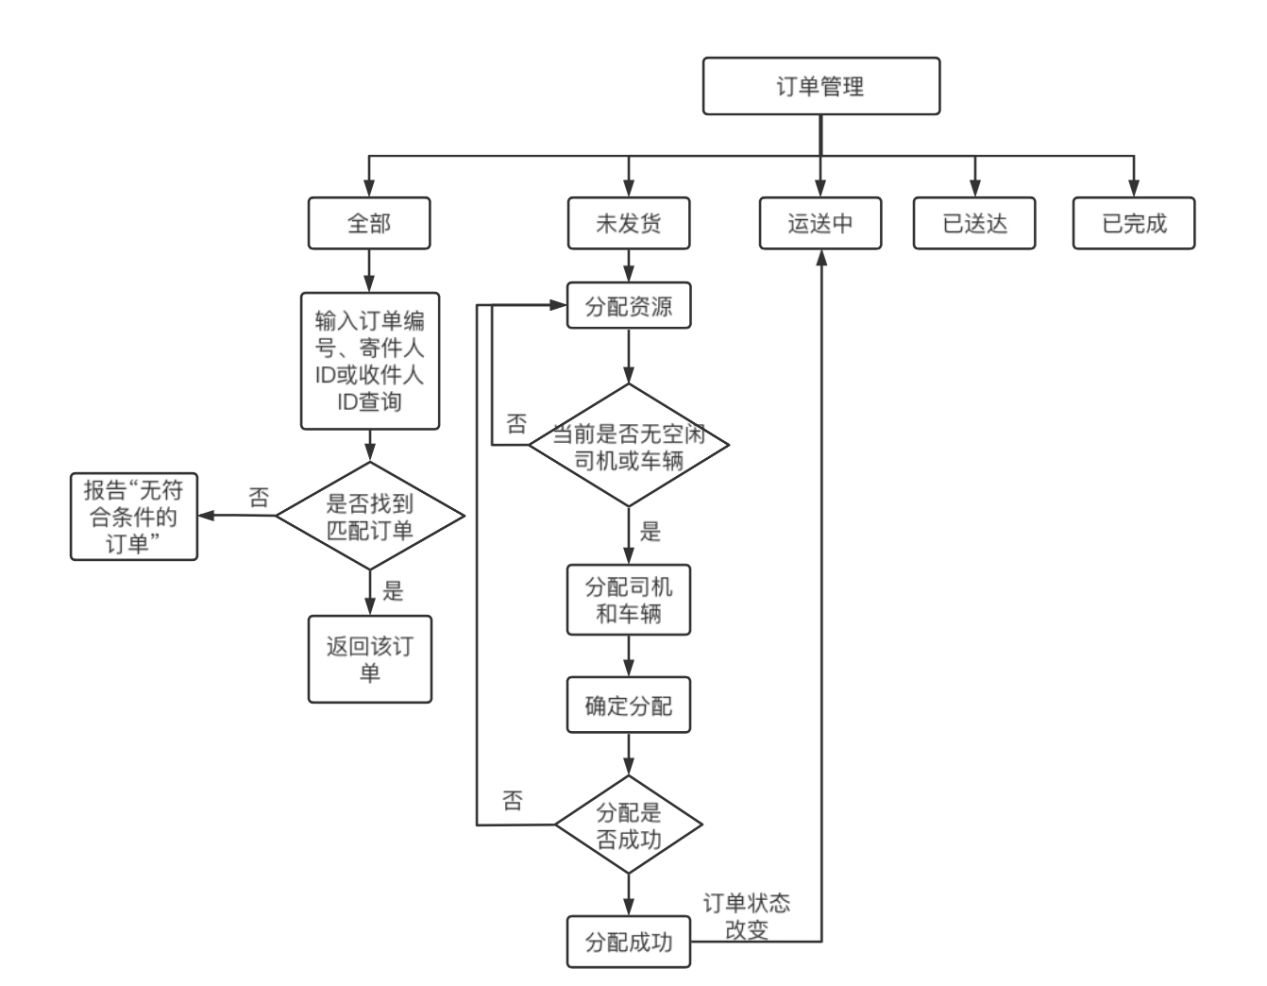 订单管理
全部
未发货
运送中
已送达
已完成
输入订单编
号、寄件人
ID或收件人
ID查询
分配资源
否
当前是否无空闲
司机或车辆
报告“无符
合条件的
订单”
否
是否找到
匹配订单
是
是
返回该订
单
分配司机
和车辆
确定分配
否
分配是
否成功
分配成功
订单状态
改变